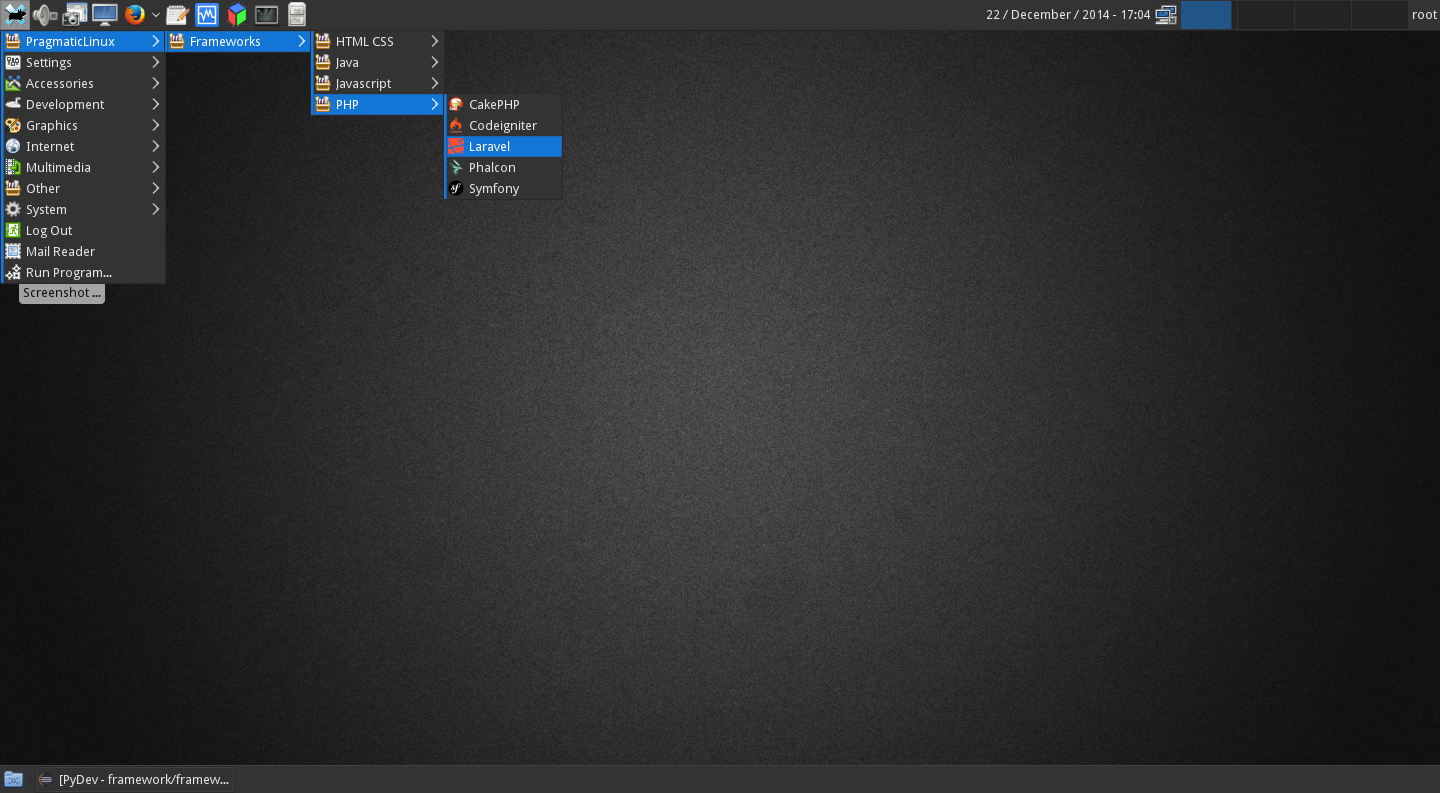 22 / December / 2014 - 17:04
root
PragmaticLinux
Settings
Accessories
Development
Graphics
Internet
Multimedia
Other
System
Log Out
Mail Reader
Run Program...
Screenshot ...
Frameworks
HTML CSS
Java
Javascript
PHP
CakePHP
Codeigniter
Laravel
Phalcon
Symfony
[PyDev - framework/framew...